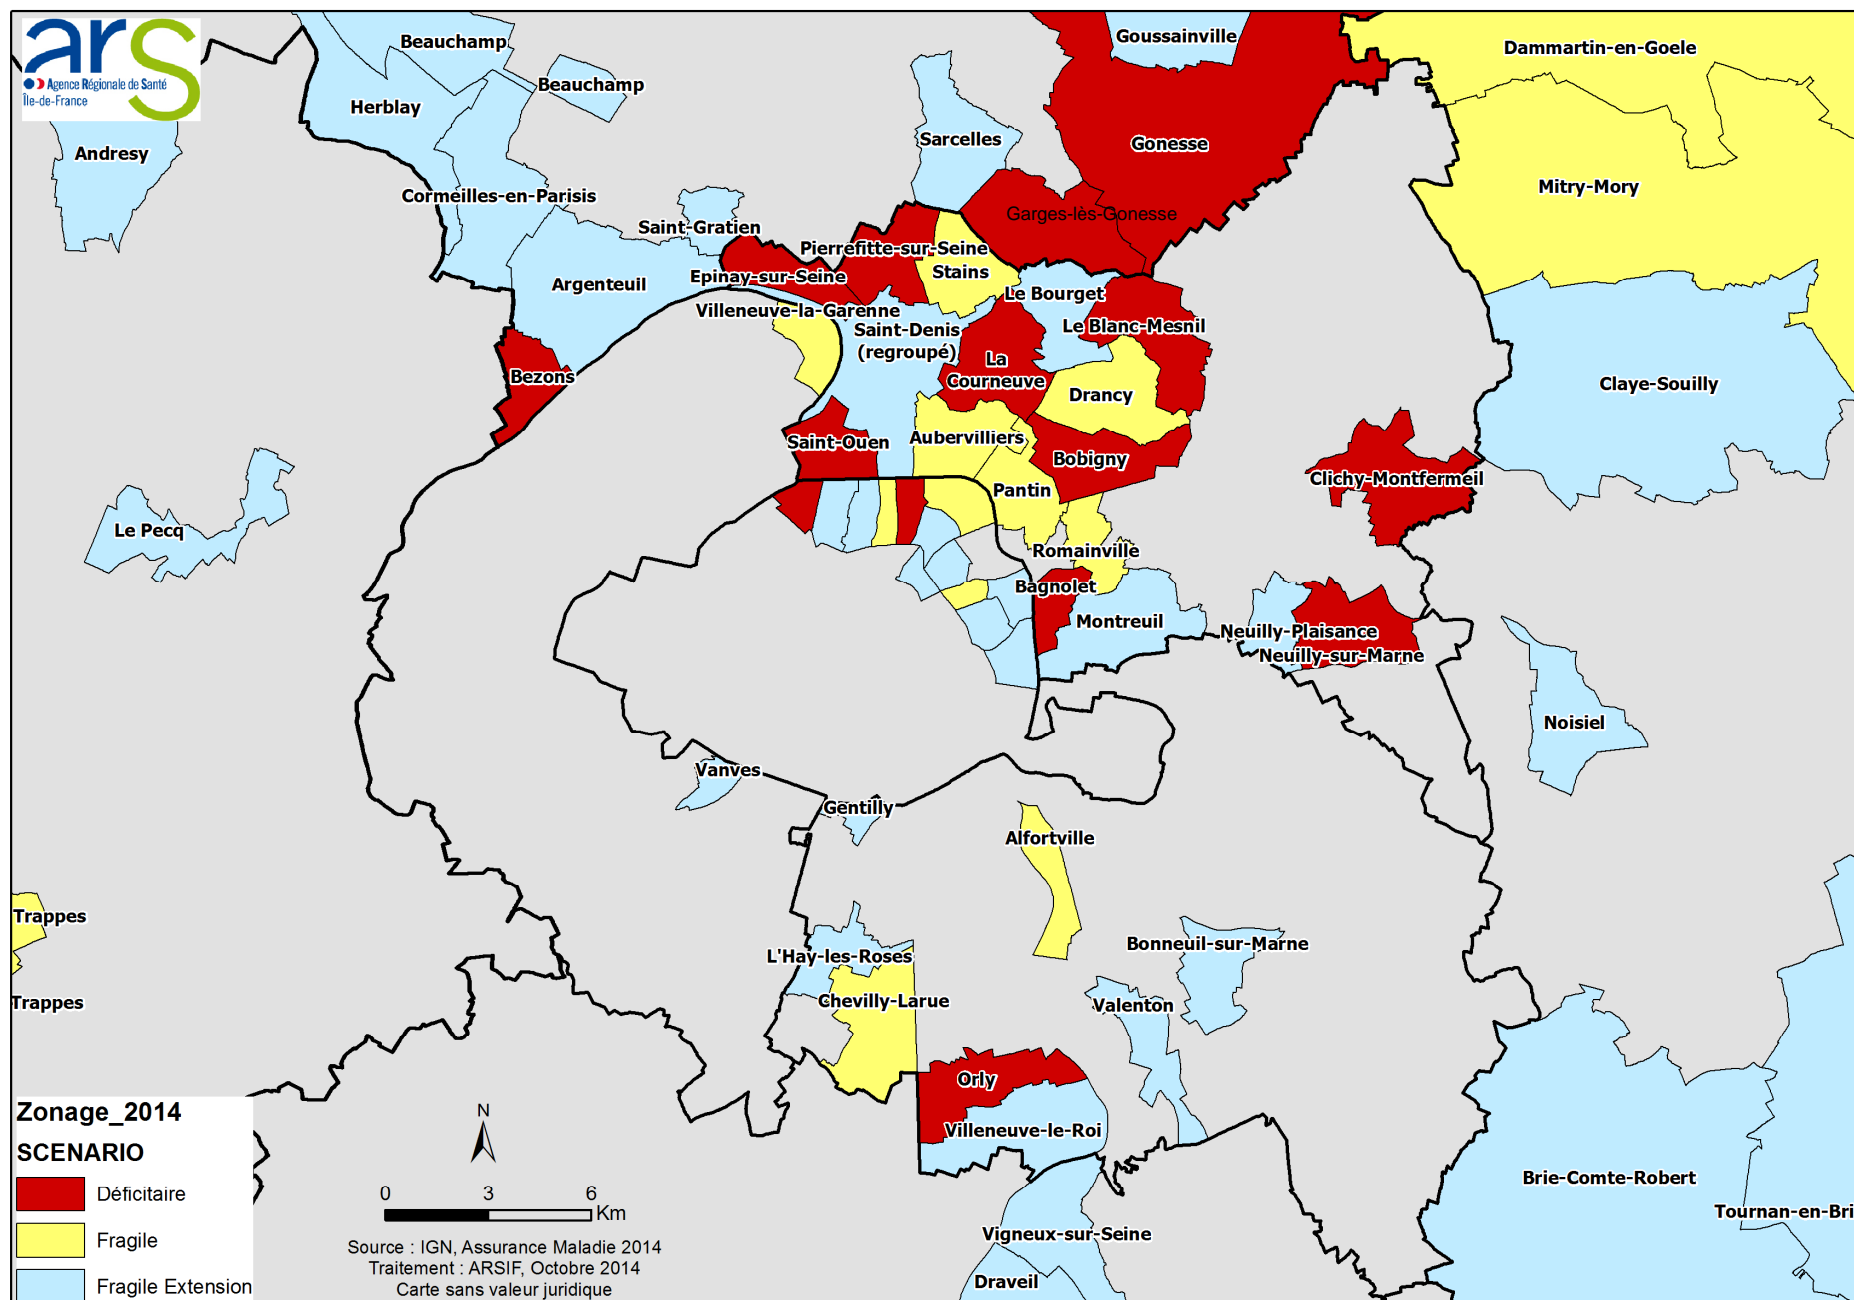 ars
Agence Régionale de Santé
Île-de-France
Beauchamp
Beauchamp
Herblay
Andresy
Cormeilles-en-Parisis
Saint-Gratien
Argenteuil
Bezons
Le Pecq
Goussainville
Sarcelles
Gonesse
Garges-lès-Gonesse
Dammartin-en-Goele
Mitry-Mory
Claye-Souilly
Pierrefitte-sur-Seine
Epinay-sur-Seine
Stains
Villeneuve-la-Garenne
Saint-Denis
(regroupé)
Le Bourget
Le Blanc-Mesnil
La
Courneuve
Drancy
Saint-Ouen
Aubervilliers
Bobigny
Pantin
Clichy-Montfermeil
Romainville
Bagnolet
Montreuil
Neuilly-Plaisance
Neuilly-sur-Marne
Noisiel
Vanves
Gentilly
Alfortville
Trappes
Trappes
L'Hay-les-Roses
Chevilly-Larue
Bonneuil-sur-Marne
Valenton
Orly
Villeneuve-le-Roi
Vigneux-sur-Seine
Draveil
Brie-Comte-Robert
Tournan-en-Bri
Zonage_2014
SCENARIO
Déficitaire
Fragile
Fragile Extension
N
0 3 6
Km
Source : IGN, Assurance Maladie 2014
Traitement : ARSIF, Octobre 2014
Carte sans valeur juridique